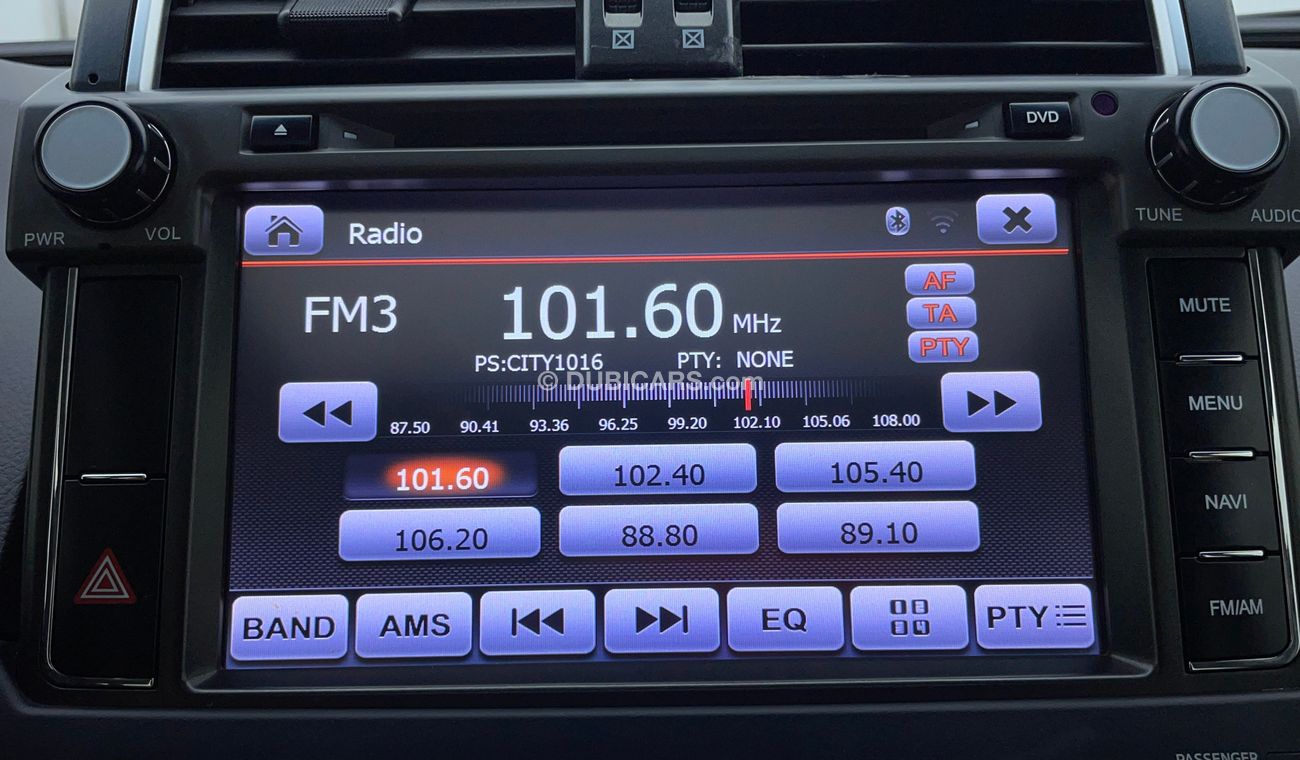 DVD
PWR
VOL
TUNE
AUDIO
Radio
FM3
101.60 MHz
AF
TA
PTY
PS:CITY1016 PTY: NONE
© DUBICARS.com
87.50 90.41 93.36 96.25 99.20 102.10 105.06 108.00
101.60 102.40 105.40
106.20 88.80 89.10
BAND AMS EQ PTY
MUTE
MENU
NAVI
FM/AM
PASSENGER